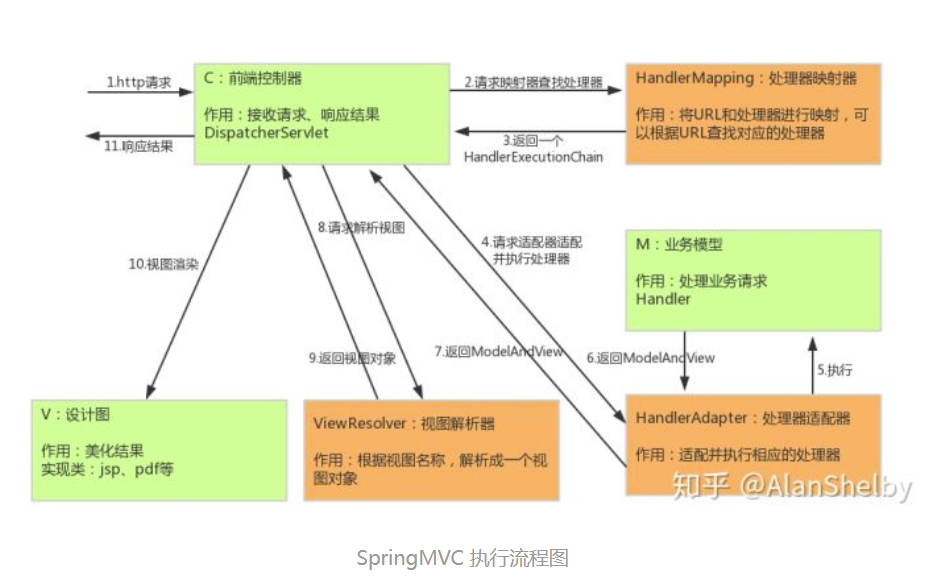 1.http请求
C：前端控制器
作用：接收请求、响应结果
DispatcherServlet
2.请求映射器查找处理器
HandlerMapping：处理器映射器
作用：将URL和处理器进行映射，可
以根据URL查找对应的处理器
11.响应结果
3.返回一个
HandlerExecutionChain
8.请求解析视图
4.请求适配器适配
并执行处理器
M：业务模型
作用：处理业务请求
Handler
10.视图渲染
9.返回视图对象
7.返回ModelAndView
6.返回ModelAndView
5.执行
V：设计图
作用：美化结果
实现类：jsp、pdf等
ViewResolver：视图解析器
作用：根据视图名称，解析成一个视
图对象
HandlerAdapter：处理器适配器
作用：适配并执行相应的处理器
知乎 @AlanShelby
SpringMVC 执行流程图